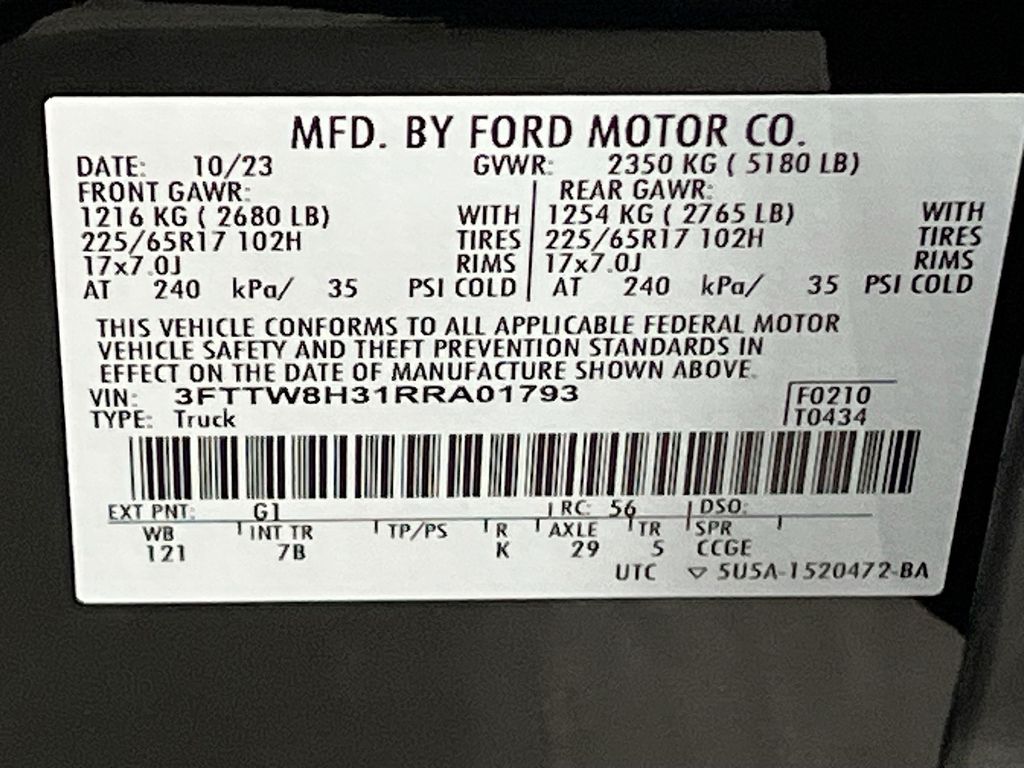 MFD. BY FORD MOTOR CO.
DATE: 10/23 GVWR: 2350 KG ( 5180 LB)
FRONT GAWR: REAR GAWR:
1216 KG ( 2680 LB) WITH 1254 KG ( 2765 LB) WITH
225/65R17 102H TIRES 225/65R17 102H TIRES
17x7.0J RIMS 17x7.0J RIMS
AT 240 kPa/ 35 PSI COLD AT 240 kPa/ 35 PSI COLD
THIS VEHICLE CONFORMS TO ALL APPLICABLE FEDERAL MOTOR
VEHICLE SAFETY AND THEFT PREVENTION STANDARDS IN
EFFECT ON THE DATE OF MANUFACTURE SHOWN ABOVE.
VIN: 3FTTW8H31RRA01793 F0210
TYPE: Truck T0434
EXT PNT: G1 RC: 56 DSO:
WB INT TR TP/PS R AXLE TR SPR
121 7B K 29 5 CCGE
UTC ▽ 5U5A-1520472-BA